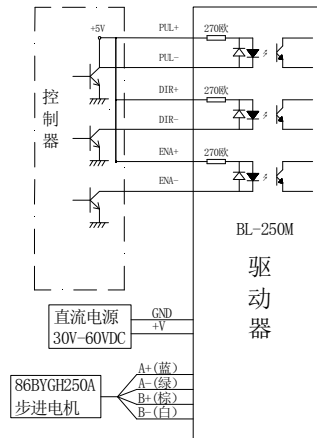 +5V
PUL+
270欧
PUL-
DIR+
270欧
DIR-
ENA+
270欧
ENA-
控制器
BL-250M
驱动器
直流电源
30V-60VDC
GND
+V
86BYGH250A
步进电机
A+(蓝)
A-(绿)
B+(棕)
B-(白)